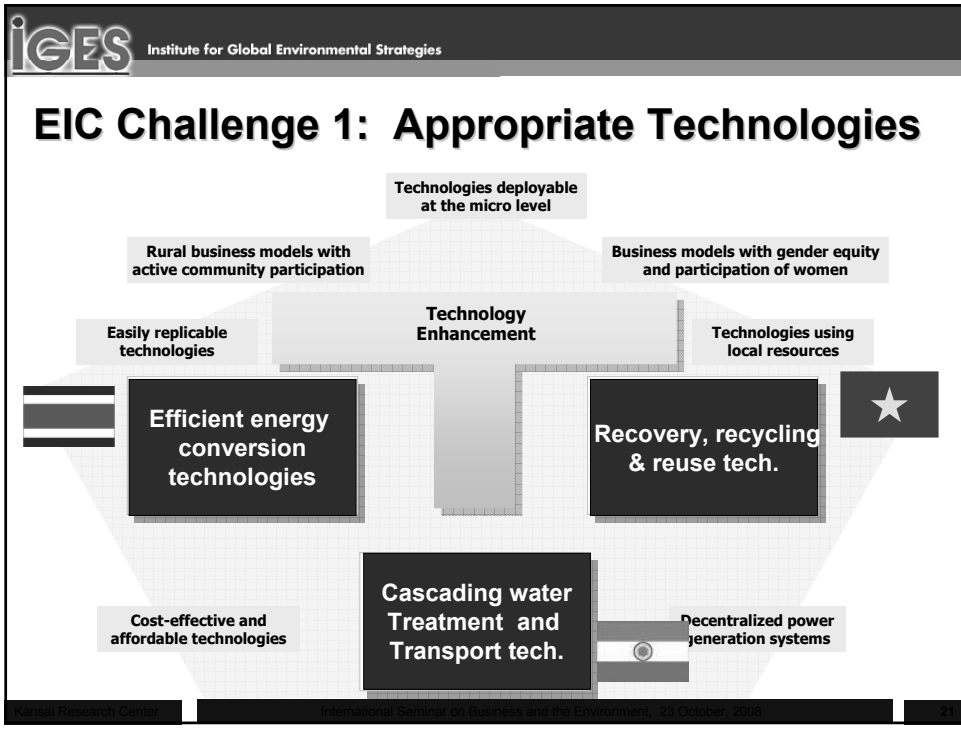 iGES
Institute for Global Environmental Strategies
EIC Challenge 1: Appropriate Technologies
Technologies deployable
at the micro level
Rural business models with
active community participation
Business models with gender equity
and participation of women
Technology
Enhancement
Easily replicable
technologies
Technologies using
local resources
Efficient energy
conversion
technologies
Recovery, recycling
& reuse tech.
Cascading water
Treatment and
Transport tech.
Cost-effective and
affordable technologies
Decentralized power
generation systems
Kansai Research Center
International Seminar on Business and the Environment, 23 October, 2008
21